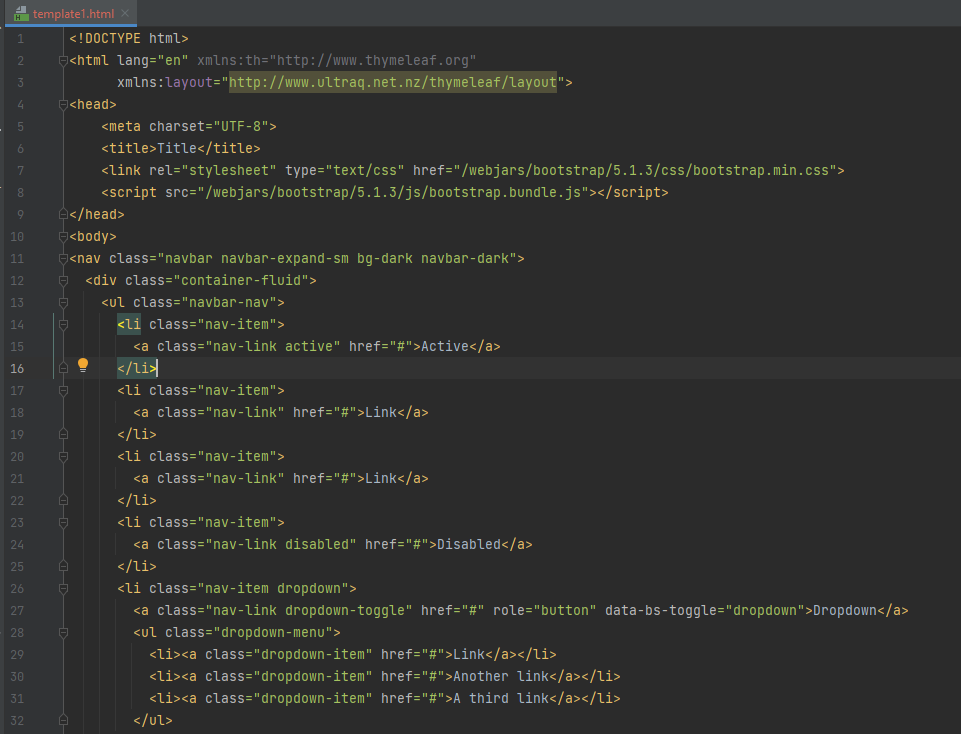 template1.html
1 <!DOCTYPE html>
2 <html lang="en" xmlns:th="http://www.thymeleaf.org"
3       xmlns:layout="http://www.ultraq.net.nz/thymeleaf/layout">
4 <head>
5     <meta charset="UTF-8">
6     <title>Title</title>
7     <link rel="stylesheet" type="text/css" href="/webjars/bootstrap/5.1.3/css/bootstrap.min.css">
8     <script src="/webjars/bootstrap/5.1.3/js/bootstrap.bundle.js"></script>
9 </head>
10 <body>
11 <nav class="navbar navbar-expand-sm bg-dark navbar-dark">
12   <div class="container-fluid">
13     <ul class="navbar-nav">
14       <li class="nav-item">
15         <a class="nav-link active" href="#">Active</a>
16       </li>
17       <li class="nav-item">
18         <a class="nav-link" href="#">Link</a>
19       </li>
20       <li class="nav-item">
21         <a class="nav-link" href="#">Link</a>
22       </li>
23       <li class="nav-item">
24         <a class="nav-link disabled" href="#">Disabled</a>
25       </li>
26       <li class="nav-item dropdown">
27         <a class="nav-link dropdown-toggle" href="#" role="button" data-bs-toggle="dropdown">Dropdown</a>
28         <ul class="dropdown-menu">
29           <li><a class="dropdown-item" href="#">Link</a></li>
30           <li><a class="dropdown-item" href="#">Another link</a></li>
31           <li><a class="dropdown-item" href="#">A third link</a></li>
32         </ul>